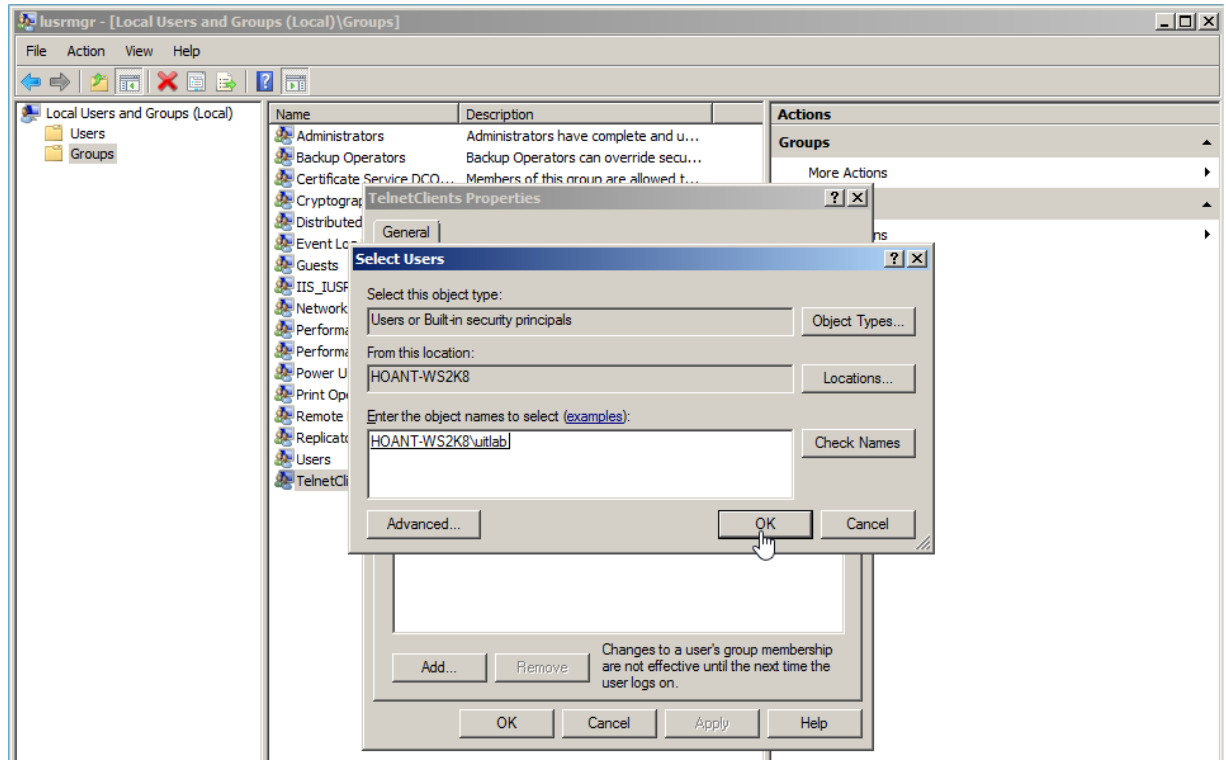 lusrmgr - [Local Users and Groups (Local)\Groups]
File Action View Help
Local Users and Groups (Local)
Users
Groups
Name Description
Administrators Administrators have complete and u...
Backup Operators Backup Operators can override secu...
Certificate Service DCO... Members of this group are allowed t...
Cryptograp
Distributed
Event Log
Guests
IIS_IUSR
Network
Performa
Performa
Power U
Print Op
Remote
Replicato
Users
TelnetCli
Actions
Groups
More Actions
ns
TelnetClients Properties
General
Select Users
Select this object type:
Users or Built-in security principals
Object Types...
From this location:
HOANT-WS2K8
Locations...
Enter the object names to select (examples):
HOANT-WS2K8\uitlab
Check Names
Advanced...
OK
Cancel
Add...
Remove
Changes to a user's group membership
are not effective until the next time the
user logs on.
OK
Cancel
Apply
Help